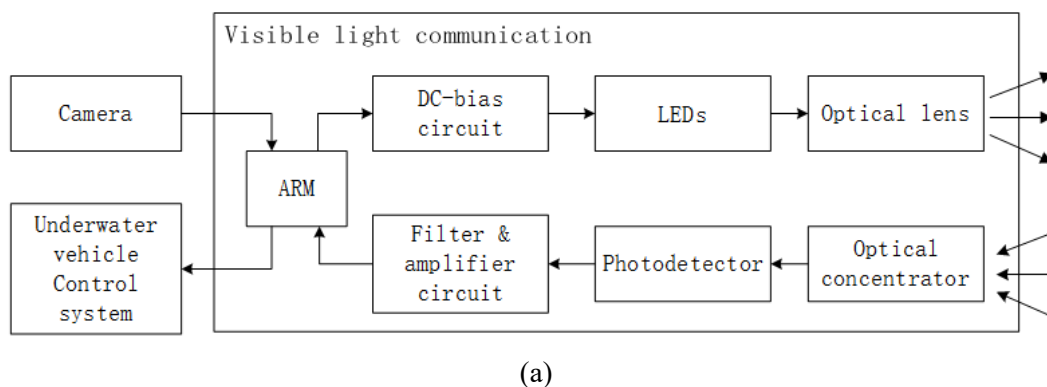 Visible light communication
Camera
DC-bias
circuit
LEDs
Optical lens
ARM
Underwater
vehicle
Control
system
Filter &
amplifier
circuit
Photodetector
Optical
concentrator
(a)